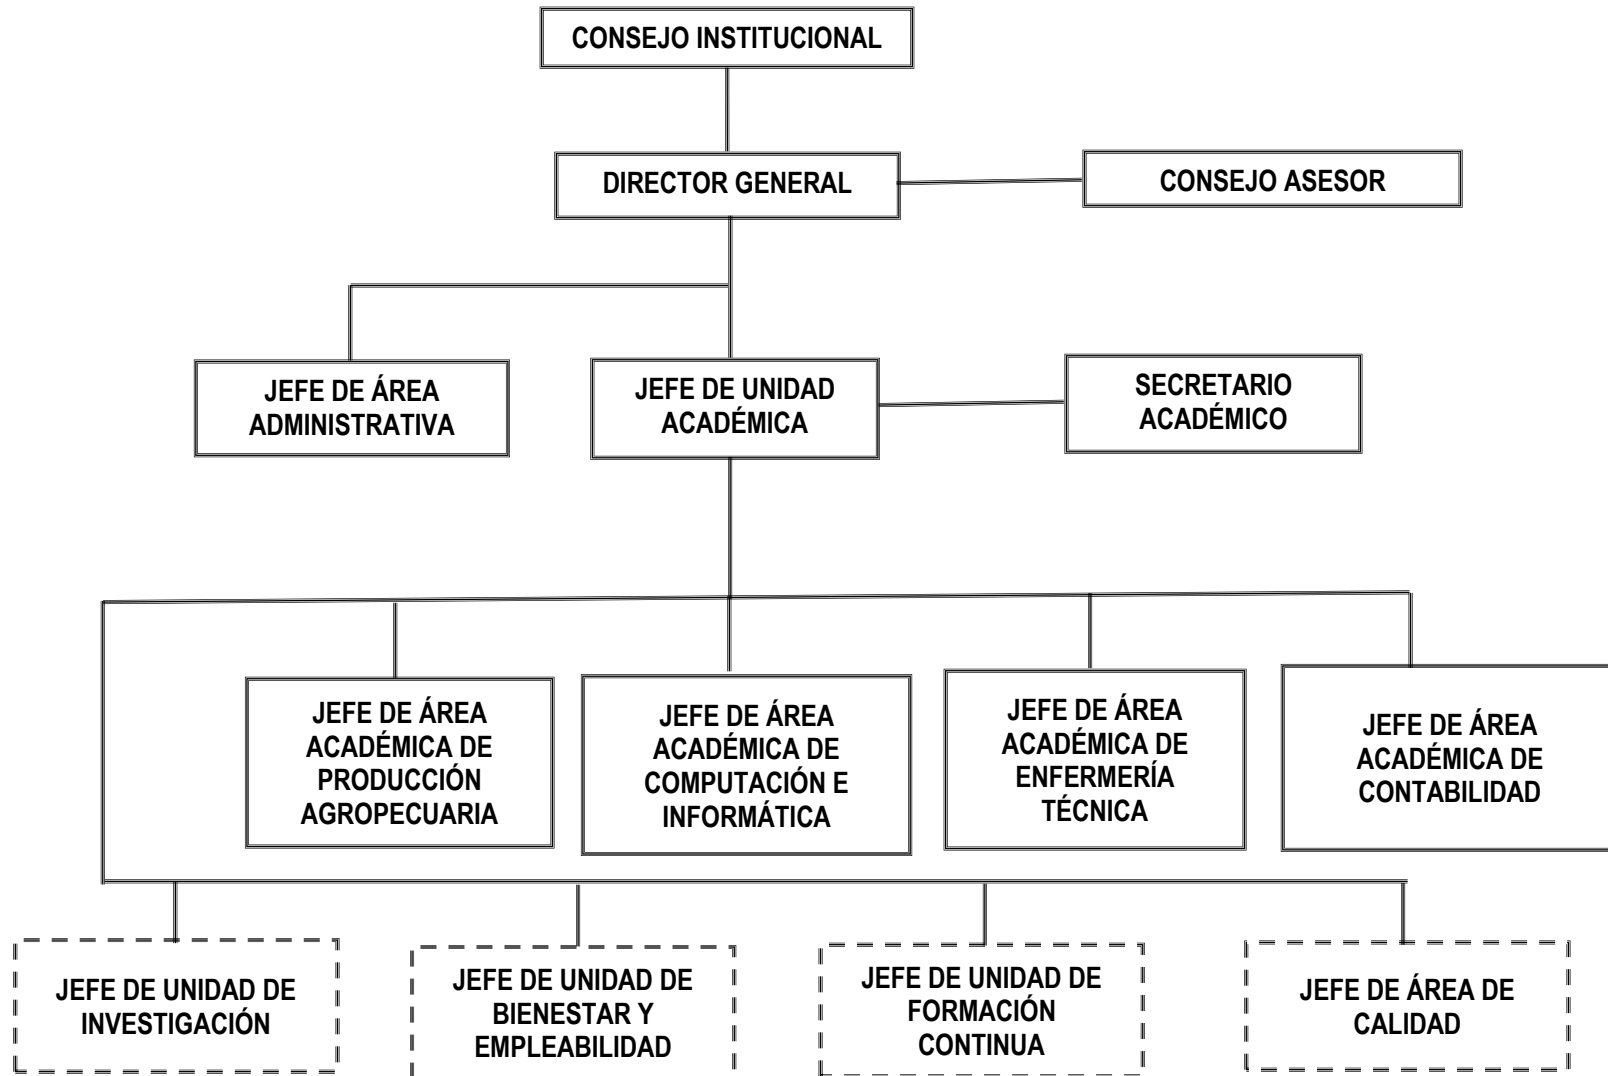 CONSEJO INSTITUCIONAL
DIRECTOR GENERAL
CONSEJO ASESOR
JEFE DE ÁREA
ADMINISTRATIVA
JEFE DE UNIDAD
ACADÉMICA
SECRETARIO
ACADÉMICO
JEFE DE ÁREA
ACADÉMICA DE
PRODUCCIÓN
AGROPECUARIA
JEFE DE ÁREA
ACADÉMICA DE
COMPUTACIÓN E
INFORMÁTICA
JEFE DE ÁREA
ACADÉMICA DE
ENFERMERÍA
TÉCNICA
JEFE DE ÁREA
ACADÉMICA DE
CONTABILIDAD
JEFE DE UNIDAD DE
INVESTIGACIÓN
JEFE DE UNIDAD DE
BIENESTAR Y
EMPLEABILIDAD
JEFE DE UNIDAD DE
FORMACIÓN
CONTINUA
JEFE DE ÁREA DE
CALIDAD